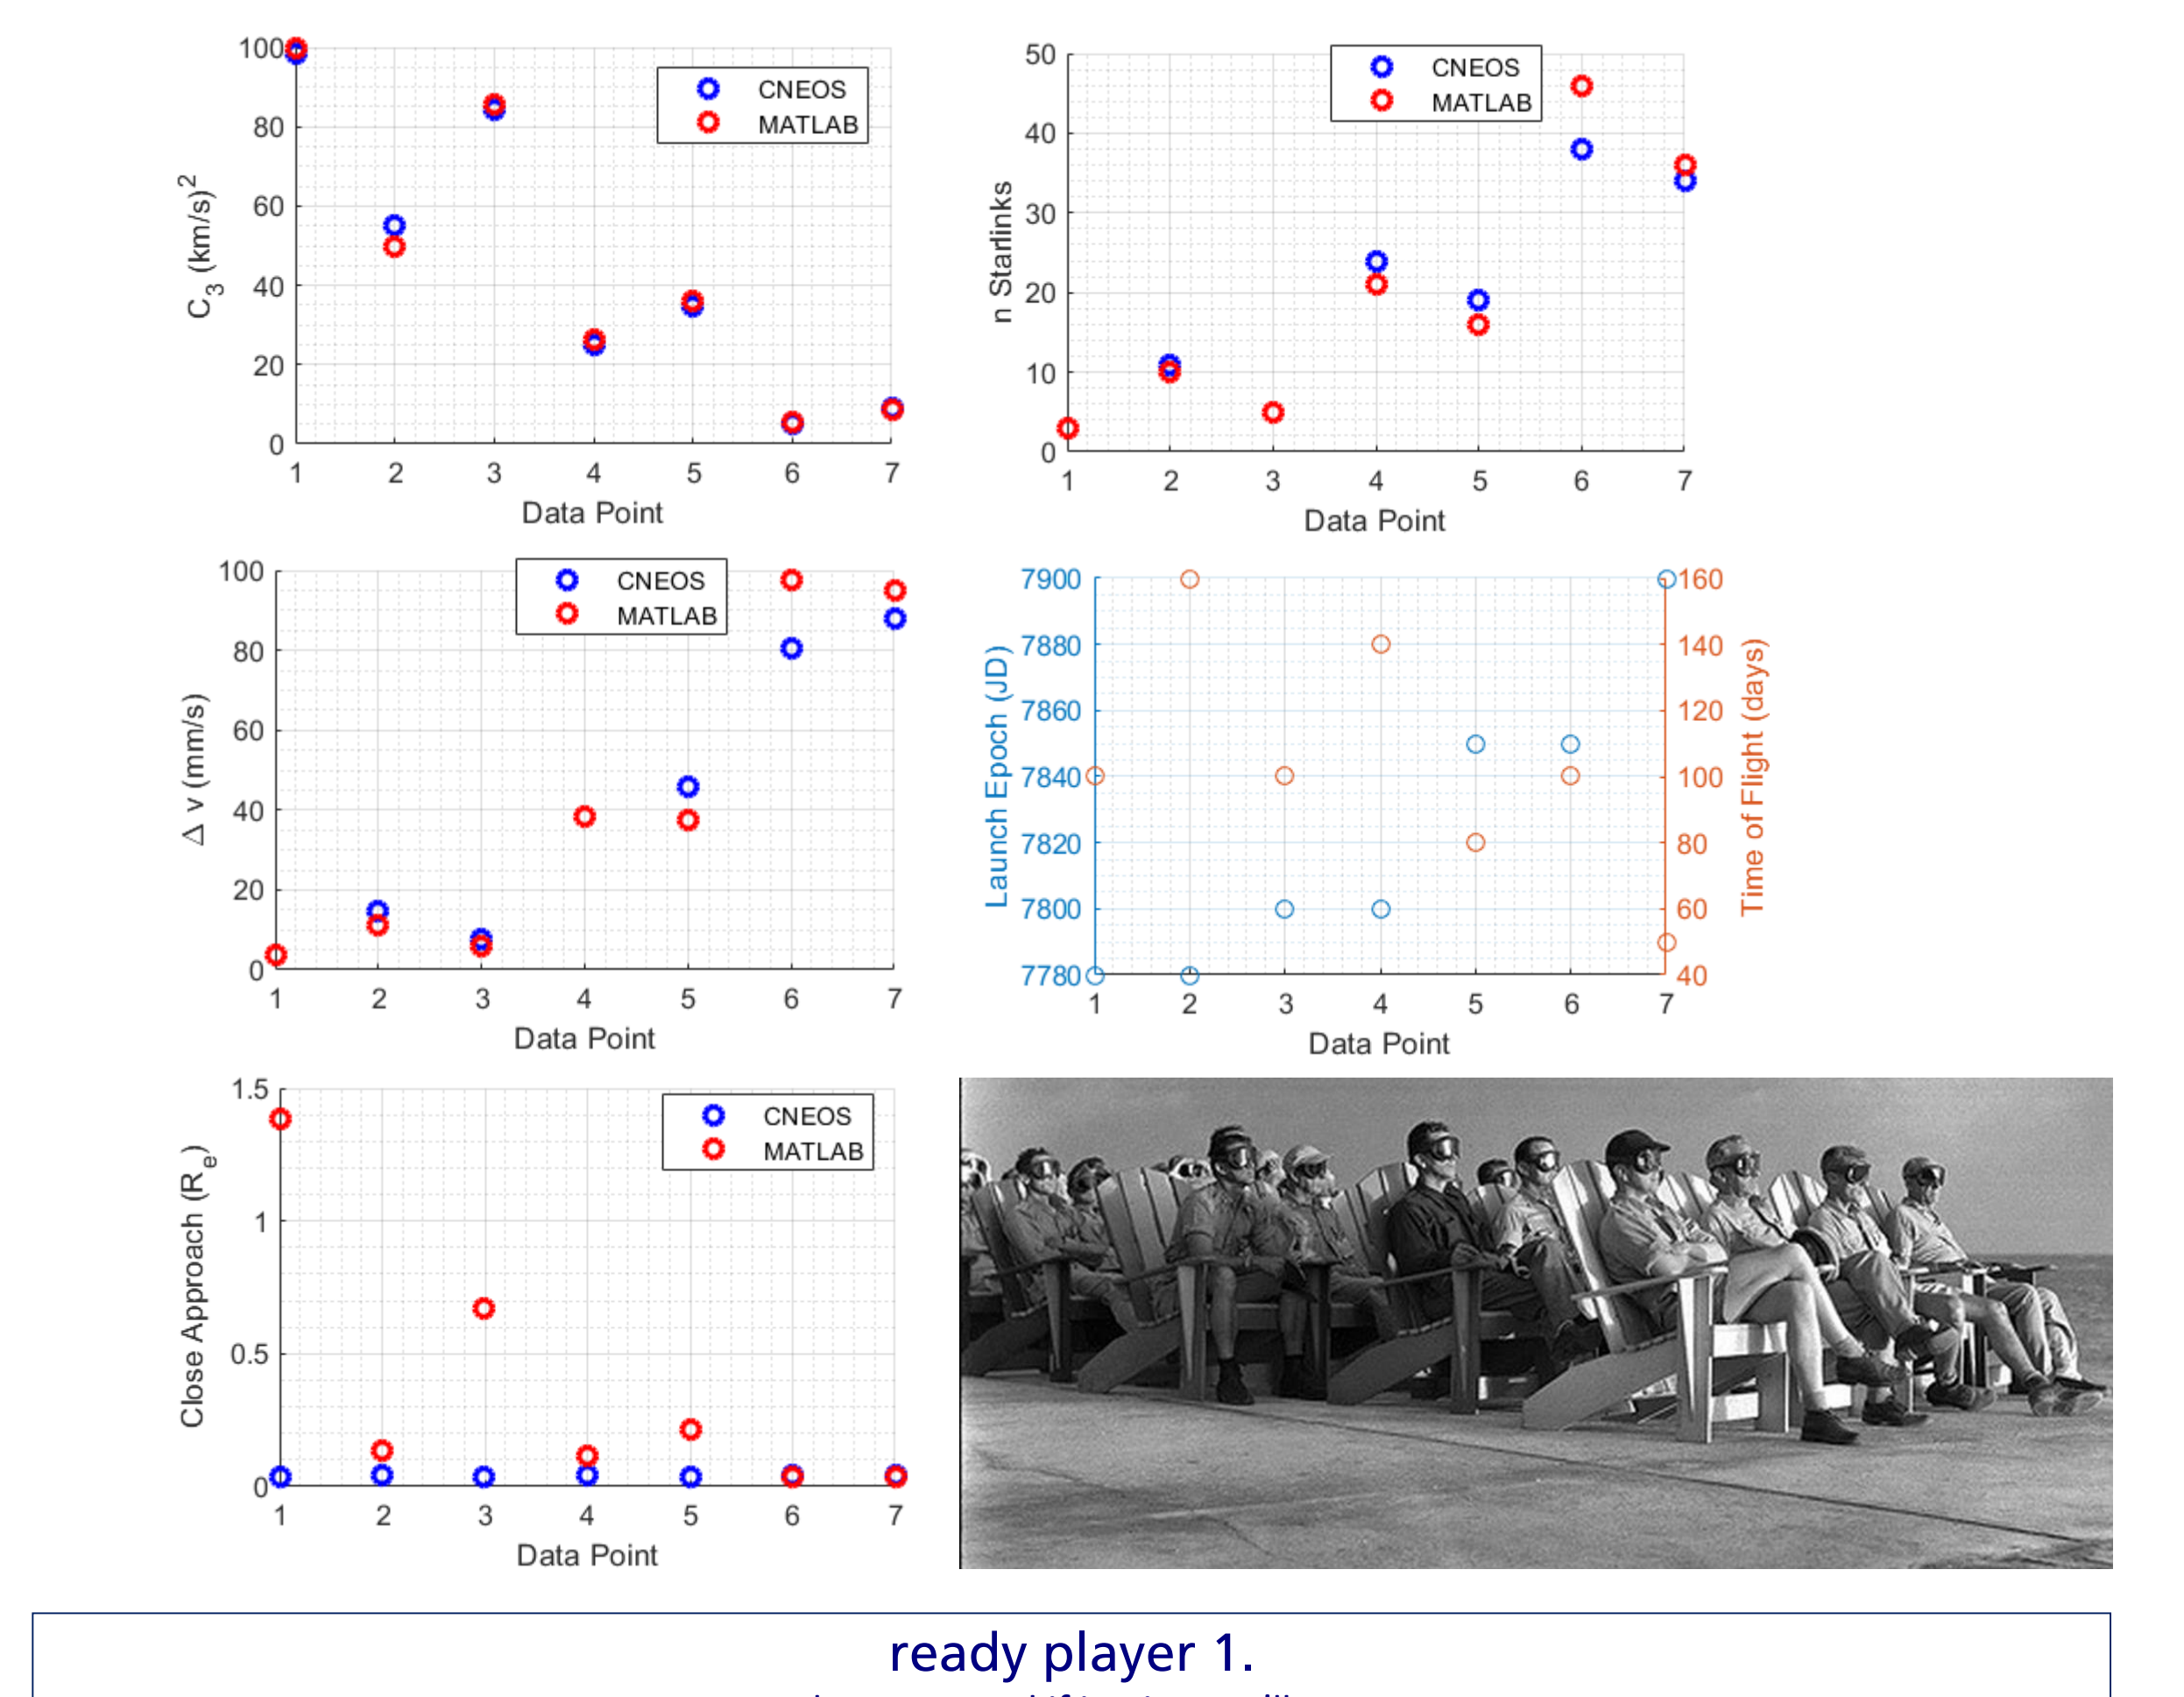 100
80
60
40
20
0
C3 (km/s)2
CNEOS
MATLAB
1 2 3 4 5 6 7
Data Point
50
40
30
20
10
0
n Starlinks
CNEOS
MATLAB
1 2 3 4 5 6 7
Data Point
100
80
60
40
20
0
Δ v (mm/s)
CNEOS
MATLAB
1 2 3 4 5 6 7
Data Point
7900
7880
7860
7840
7820
7800
7780
Launch Epoch (JD)
160
140
120
100
80
60
40
Time of Flight (days)
1 2 3 4 5 6 7
Data Point
1.5
1
0.5
0
Close Approach (Re)
CNEOS
MATLAB
1 2 3 4 5 6 7
Data Point
ready player 1.